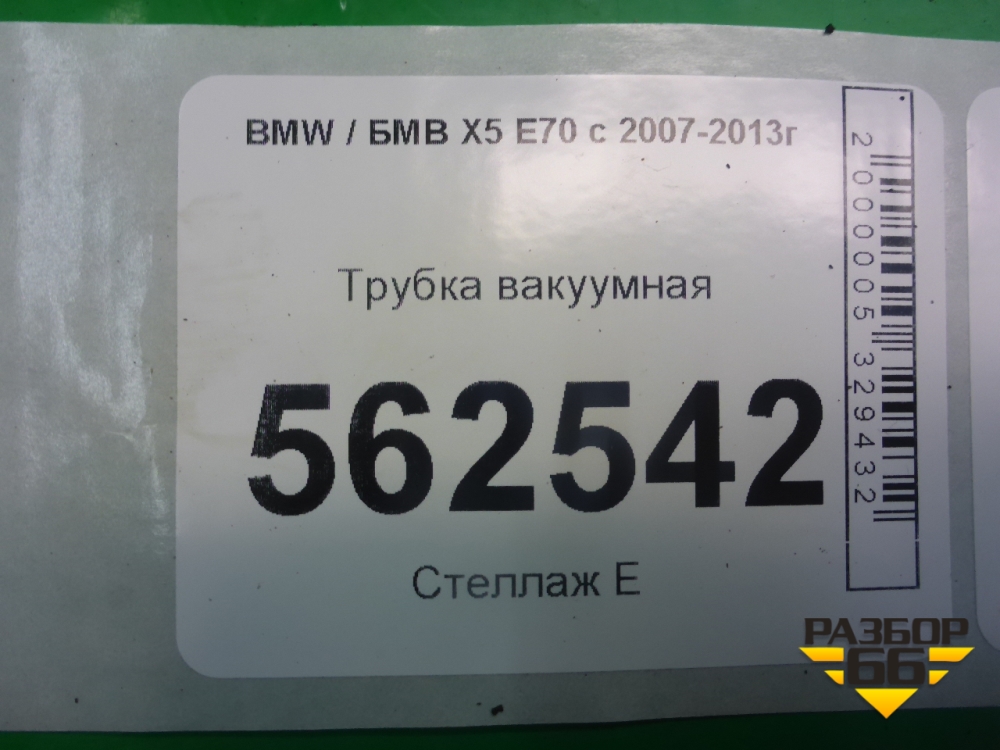 BMW / БМВ X5 E70 с 2007-2013г
Трубка вакуумная
562542
Стеллаж Е
2000005329432
РАЗБОР
66